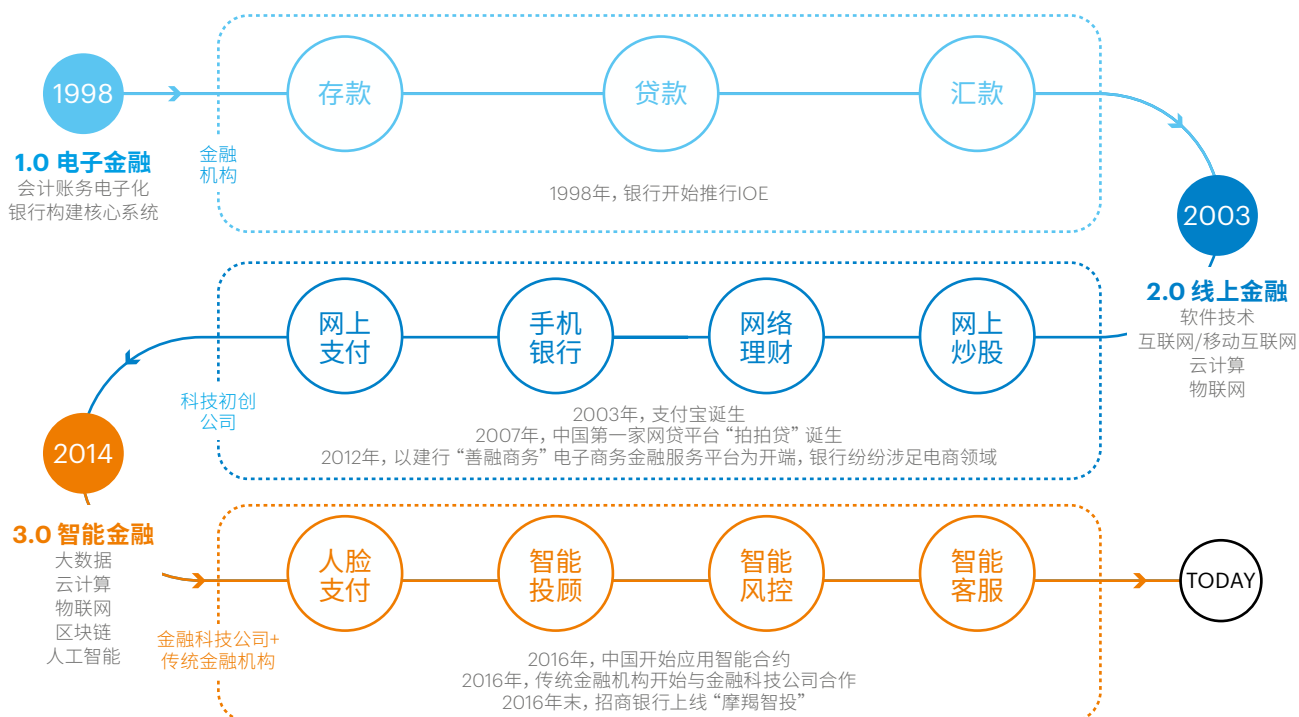 1998
存款
贷款
汇款
1.0 电子金融
会计账务电子化
银行构建核心系统
金融
机构
1998年，银行开始推行IOE
2003
2.0 线上金融
软件技术
互联网/移动互联网
云计算
物联网
网上
支付
手机
银行
网络
理财
网上
炒股
科技初创
公司
2003年，支付宝诞生
2007年，中国第一家网贷平台“拍拍贷”诞生
2012年，以建行“善融商务”电子商务金融服务平台为开端，银行纷纷涉足电商领域
2014
3.0 智能金融
大数据
云计算
物联网
区块链
人工智能
人脸
支付
智能
投顾
智能
风控
智能
客服
TODAY
金融科技公司+
传统金融机构
2016年，中国开始应用智能合约
2016年，传统金融机构开始与金融科技公司合作
2016年末，招商银行上线“摩羯智投”